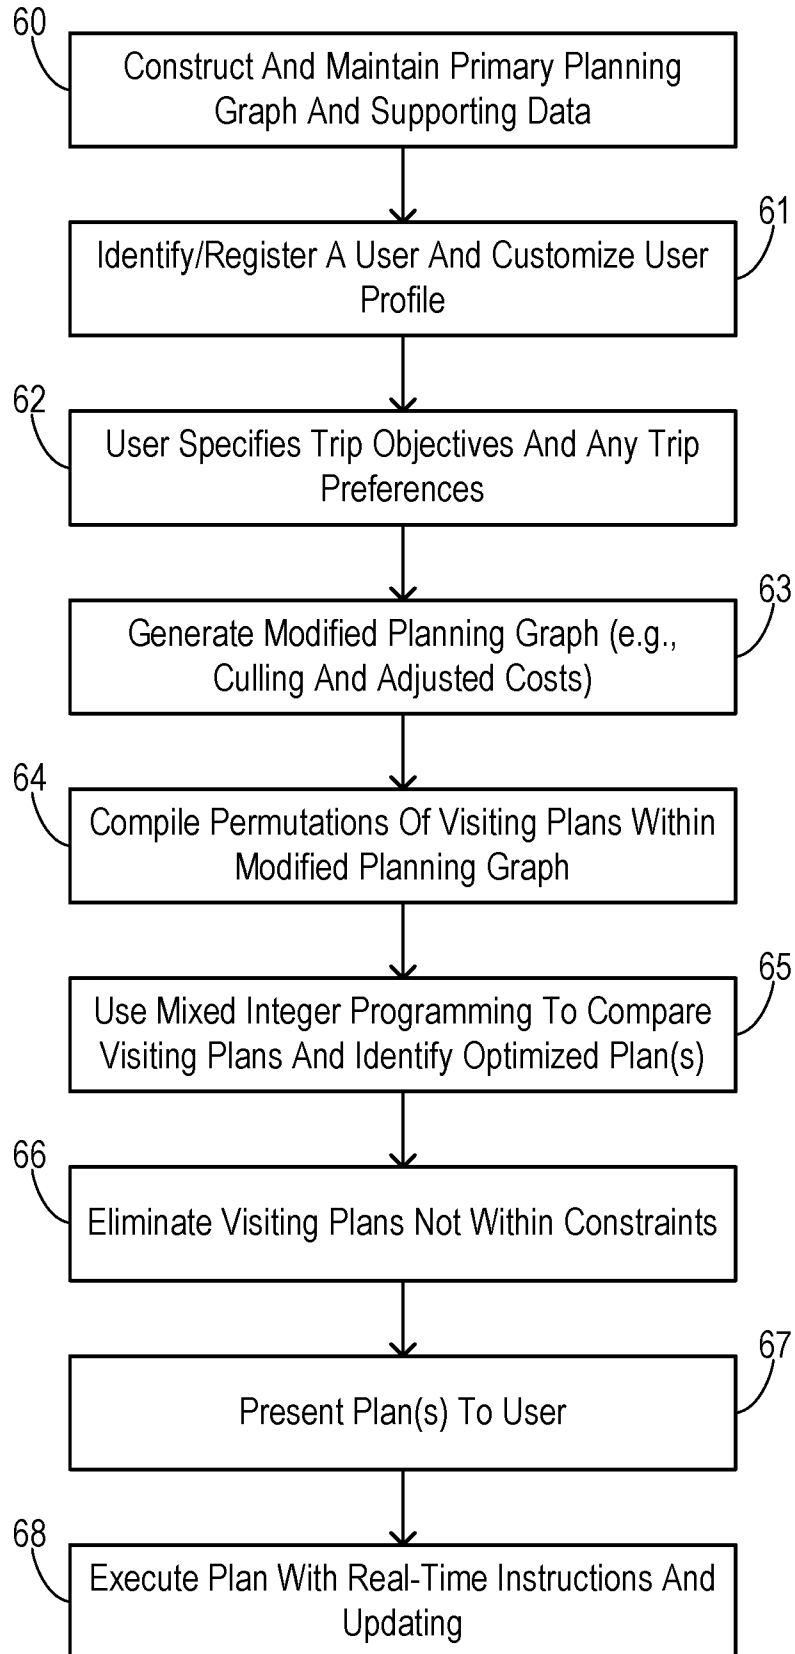 60
Construct And Maintain Primary Planning
Graph And Supporting Data
61
Identify/Register A User And Customize User
Profile
62
User Specifies Trip Objectives And Any Trip
Preferences
63
Generate Modified Planning Graph (e.g.,
Culling And Adjusted Costs)
64
Compile Permutations Of Visiting Plans Within
Modified Planning Graph
65
Use Mixed Integer Programming To Compare
Visiting Plans And Identify Optimized Plan(s)
66
Eliminate Visiting Plans Not Within Constraints
67
Present Plan(s) To User
68
Execute Plan With Real-Time Instructions And
Updating